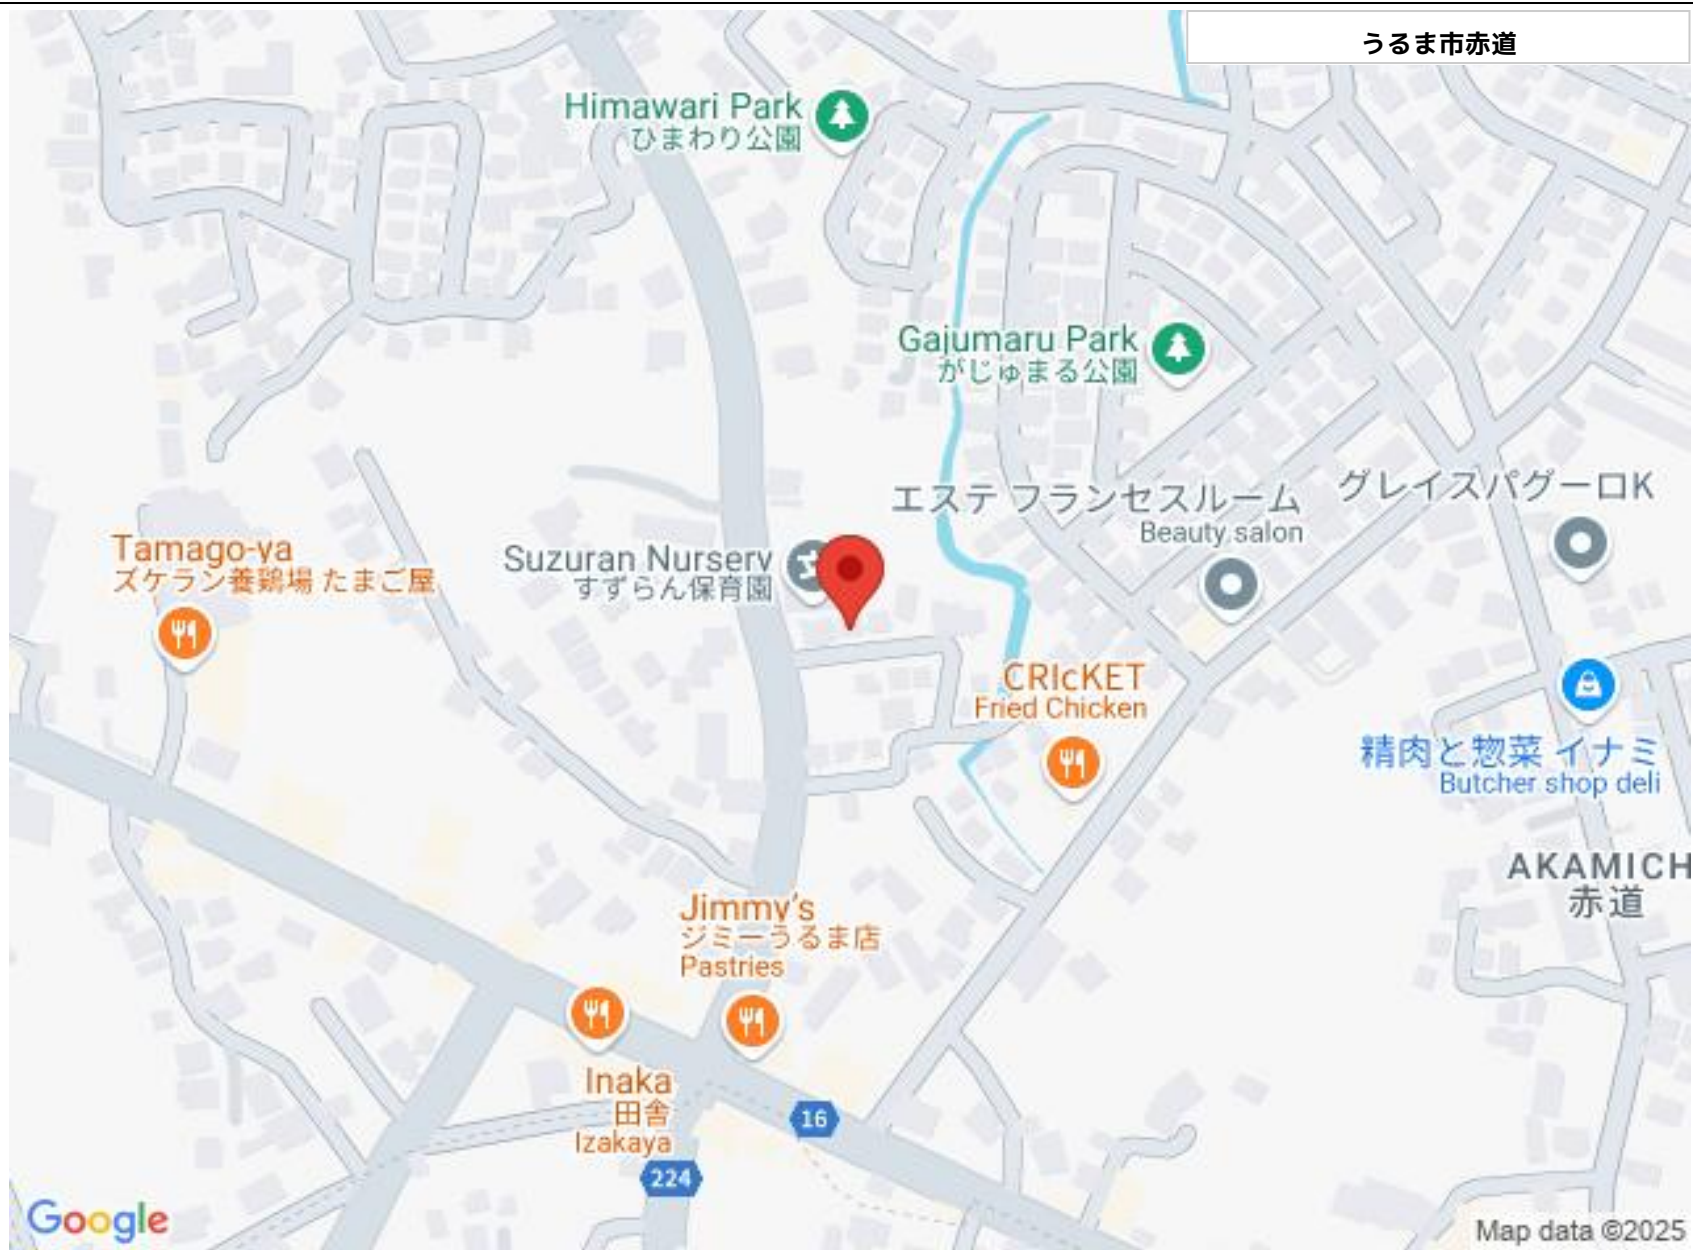 うるま市赤道
Himawari Park
ひまわり公園
Gajumaru Park
がじゅまる公園
エステ フランセスルーム
Beauty salon
グレイスパグーロK
Tamago-ya
ズケラン養鶏場 たまご屋
Suzuran Nursery
すずらん保育園
CRIcKET
Fried Chicken
精肉と惣菜 イナミ
Butcher shop deli
AKAMICH
赤道
Jimmy's
ジミーうるま店
Pastries
Inaka
田舎
Izakaya
16
224
Google
Map data ©2025